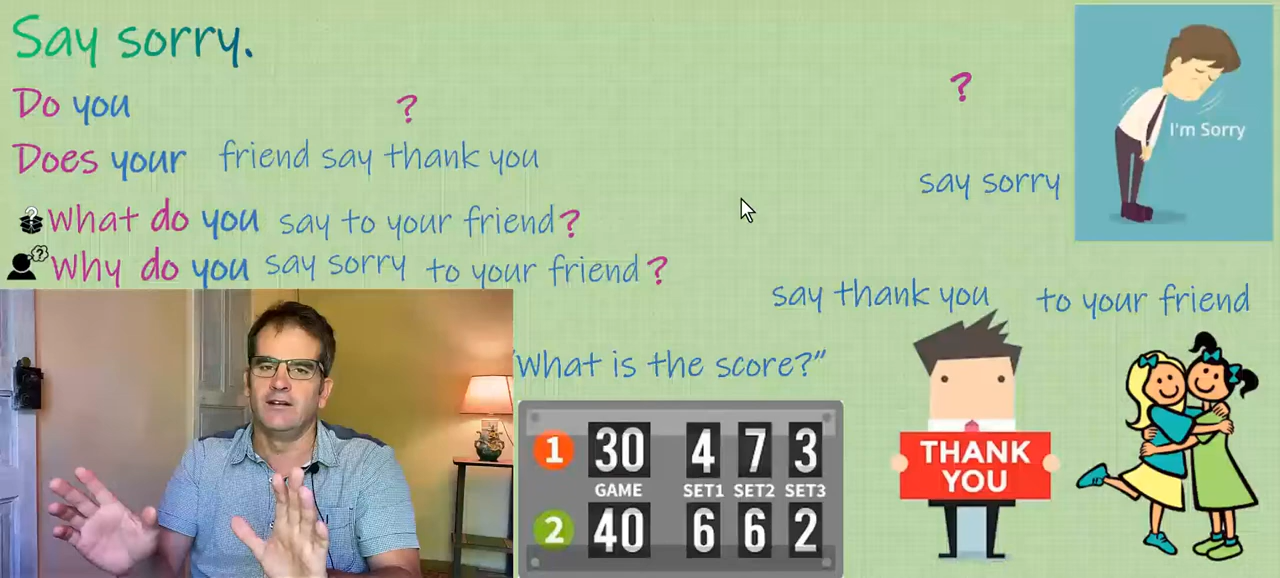 Say sorry.
Do you ?
?
Does your friend say thank you
I'm Sorry
say sorry
What do you say to your friend?
Why do you say sorry to your friend?
say thank you to your friend
"What is the score?"
1 30 4 7 3
GAME SET1 SET2 SET3
2 40 6 6 2
THANK
YOU